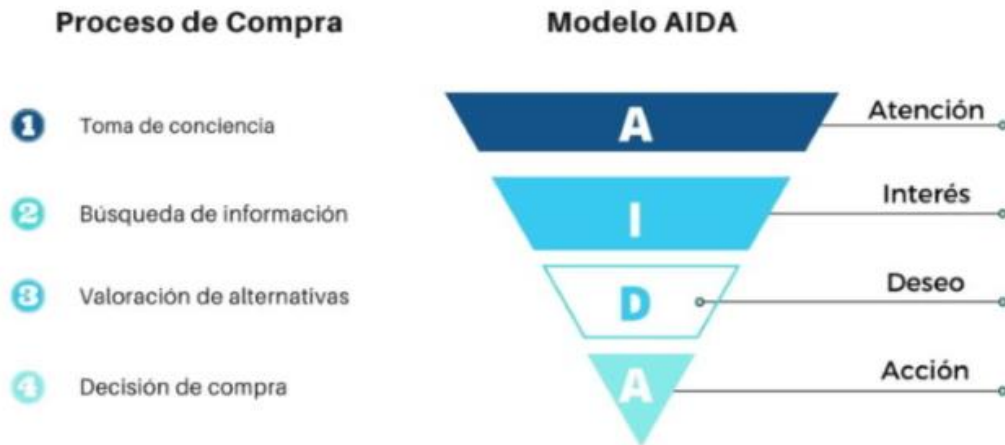 Proceso de Compra
Modelo AIDA
1 Toma de conciencia
A Atención
2 Búsqueda de información
I Interés
3 Valoración de alternativas
D Deseo
4 Decisión de compra
A Acción